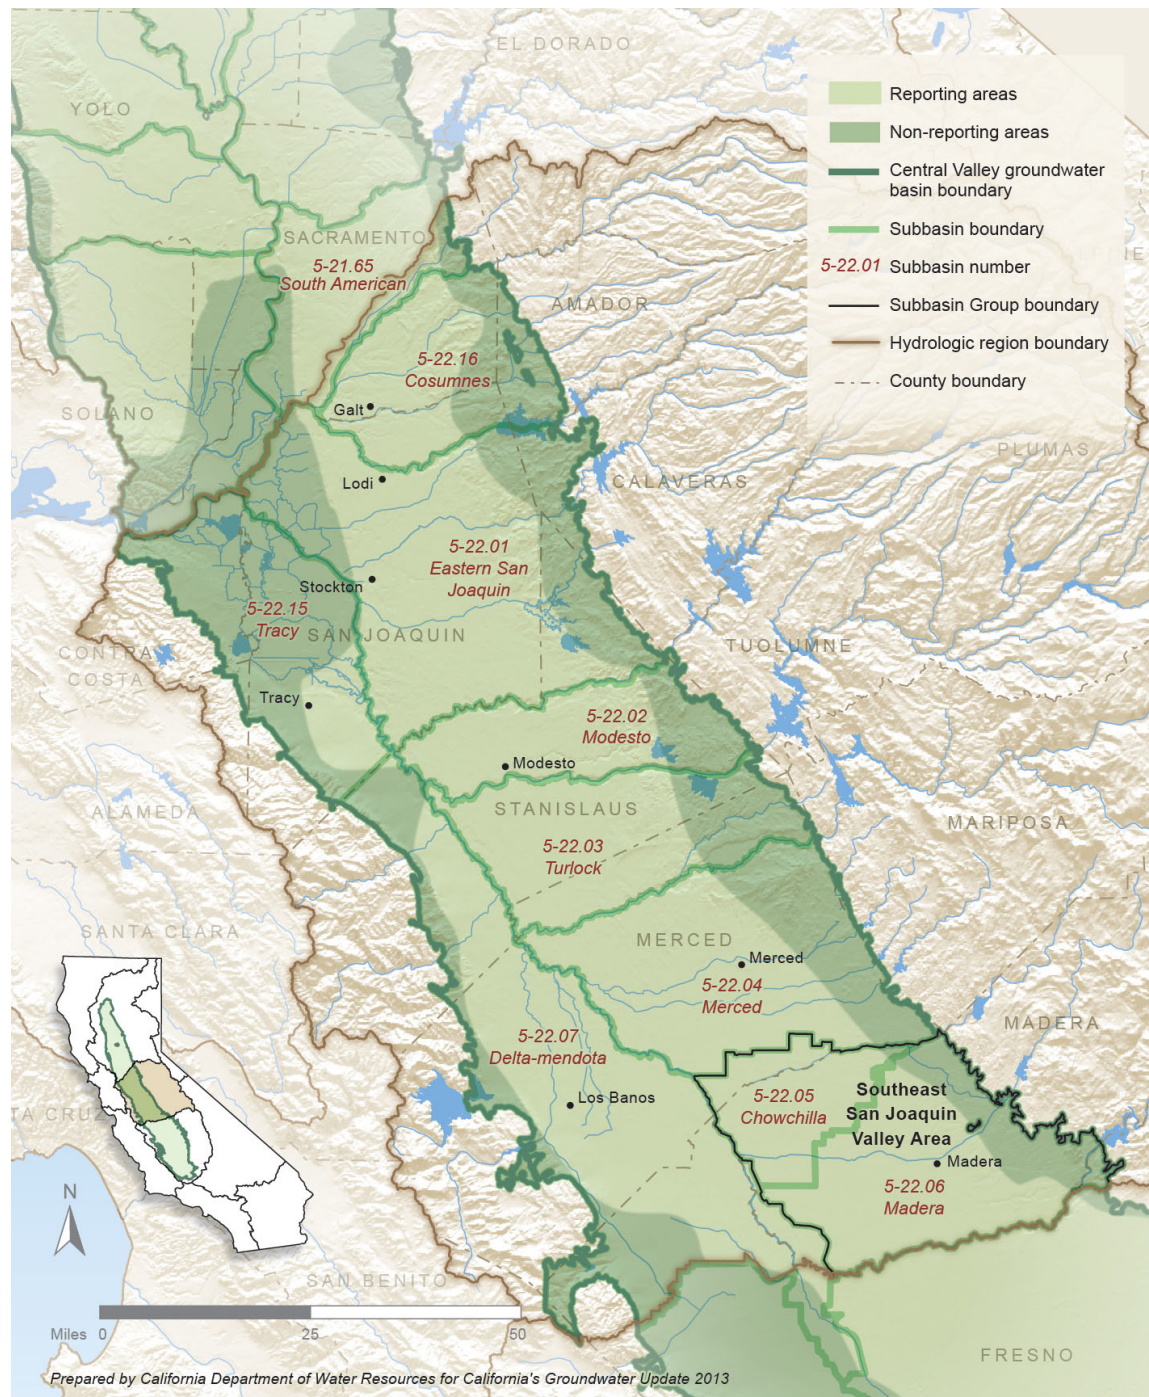 EL DORADO
YOLO
Reporting areas
Non-reporting areas
Central Valley groundwater
basin boundary
Subbasin boundary
5-22.01 Subbasin number
Subbasin Group boundary
Hydrologic region boundary
County boundary
SACRAMENTO
5-21.65
South American
AMADOR
5-22.16
Cosumnes
Galt
SOLANO
PLUMAS
Lodi
CALAVERAS
5-22.01
Eastern San
Joaquin
Stockton
5-22.15
Tracy
SAN JOAQUIN
CONTRA
COSTA
TUOLUMNE
Tracy
5-22.02
Modesto
Modesto
STANISLAUS
ALAMEDA
MARIPOSA
5-22.03
Turlock
SANTA CLARA
MERCED
Merced
5-22.04
Merced
MADERA
5-22.07
Delta-mendota
Los Banos
5-22.05
Chowchilla
Southeast
San Joaquin
Valley Area
TA CRUZ
Madera
5-22.06
Madera
N
SAN BENITO
Miles 0 25 50
FRESNO
Prepared by California Department of Water Resources for California's Groundwater Update 2013